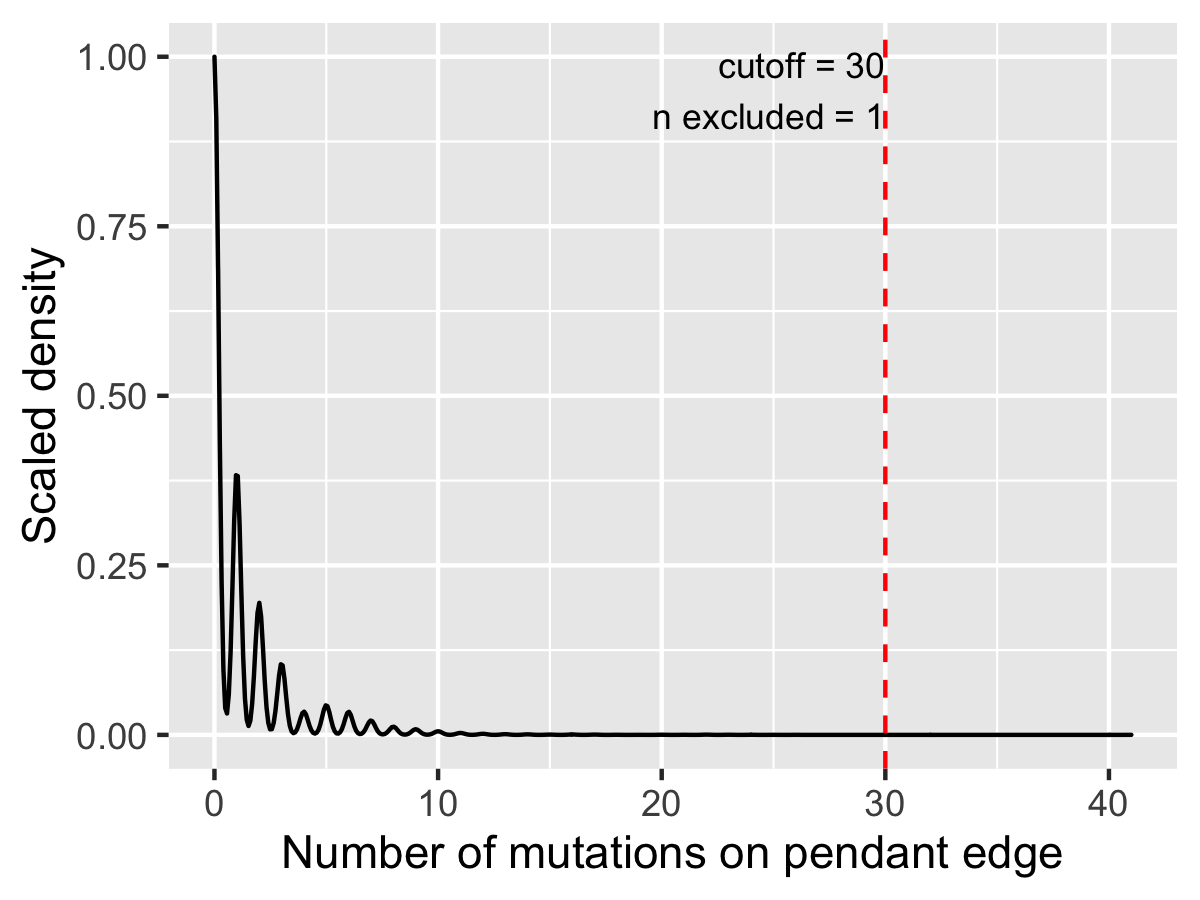 1.00
0.75
0.50
0.25
0.00
Scaled density
cutoff = 30
n excluded = 1
0 10 20 30 40
Number of mutations on pendant edge